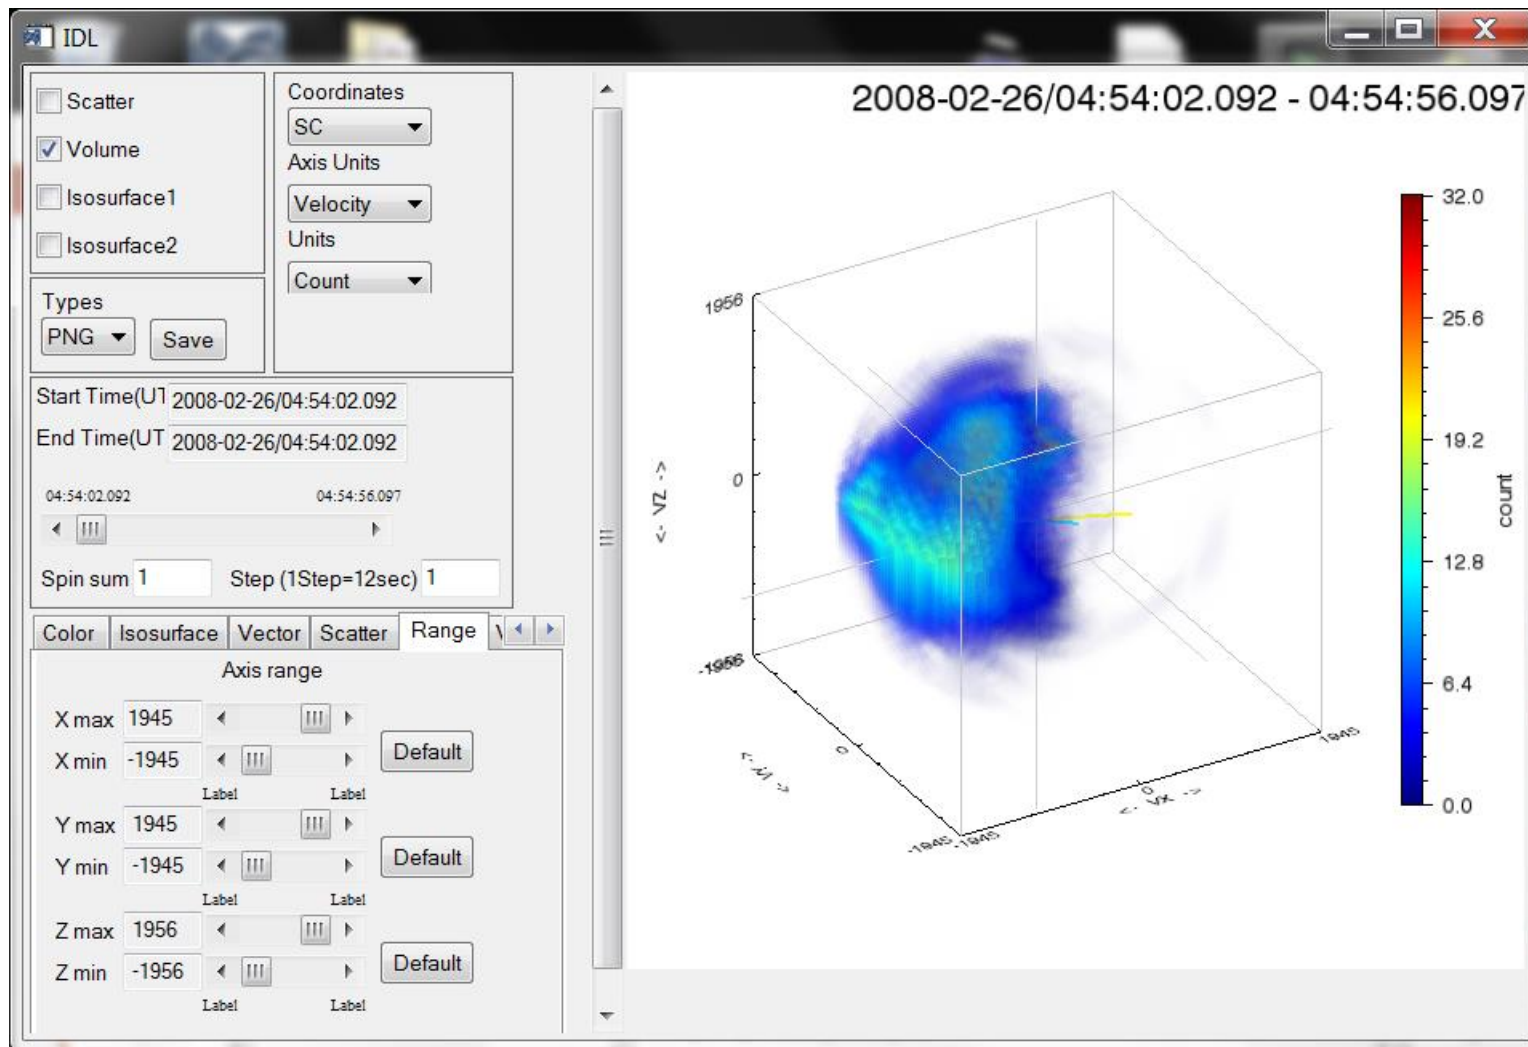 IDL
Scatter
Volume
Isosurface1
Isosurface2
Coordinates
SC
Axis Units
Velocity
Units
Count
Types
PNG
Save
Start Time(UT 2008-02-26/04:54:02.092
End Time(UT 2008-02-26/04:54:02.092
04:54:02.092 04:54:56.097
Spin sum 1 Step (1Step=12sec) 1
Color Isosurface Vector Scatter Range
Axis range
X max 1945
X min -1945
Default
Label Label
Y max 1945
Y min -1945
Default
Label Label
Z max 1956
Z min -1956
Default
Label Label
2008-02-26/04:54:02.092 - 04:54:56.097
1956
0
<- VZ ->
-1956
0
<- VY ->
-1945
-1945
0
<- VX ->
1945
32.0
25.6
19.2
12.8
6.4
0.0
count